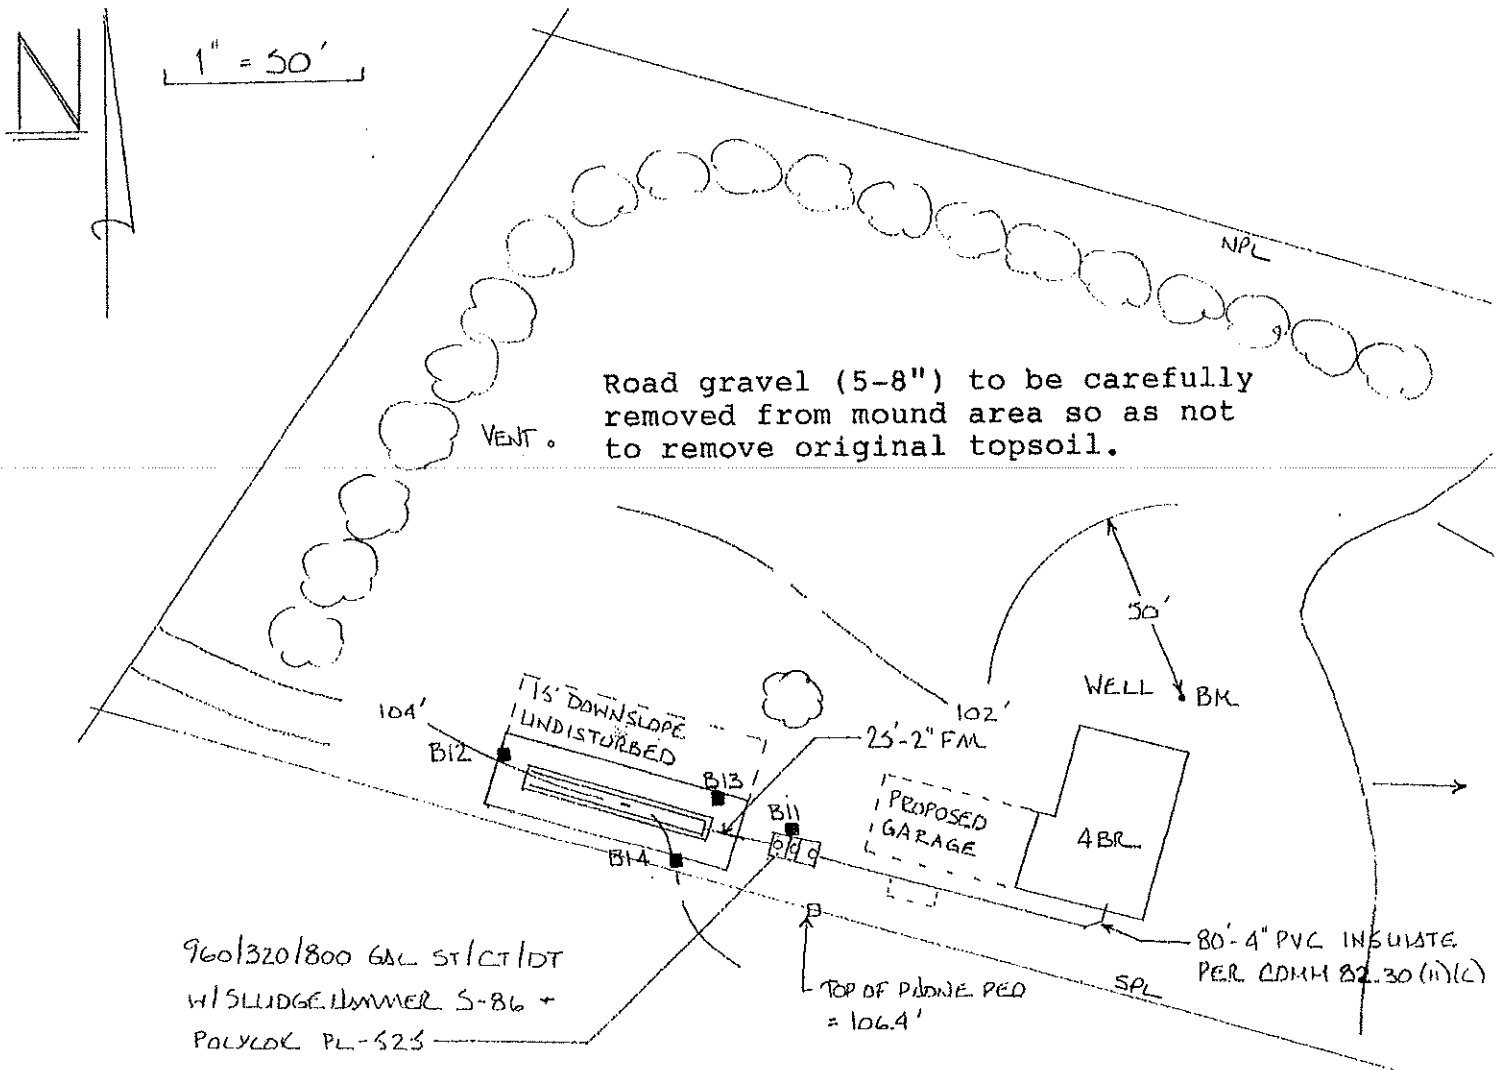 N
1" = 50'
NPL
Road gravel (5-8") to be carefully
removed from mound area so as not
to remove original topsoil.
VENT
50'
WELL
BM
104'
102'
15' DOWNSLOPE
UNDISTURBED
25'-2" FM
B12
B13
B11
B14
PROPOSED
GARAGE
4BR
960/320/800 GAL ST/CT/DT
W/SLUDGEHAMMER S-86 +
POLYLOK PL-525
TOP OF PHONE PED
= 106.4'
SPL
80'-4" PVC INSULATE
PER COMM 82.30 (11)(C)